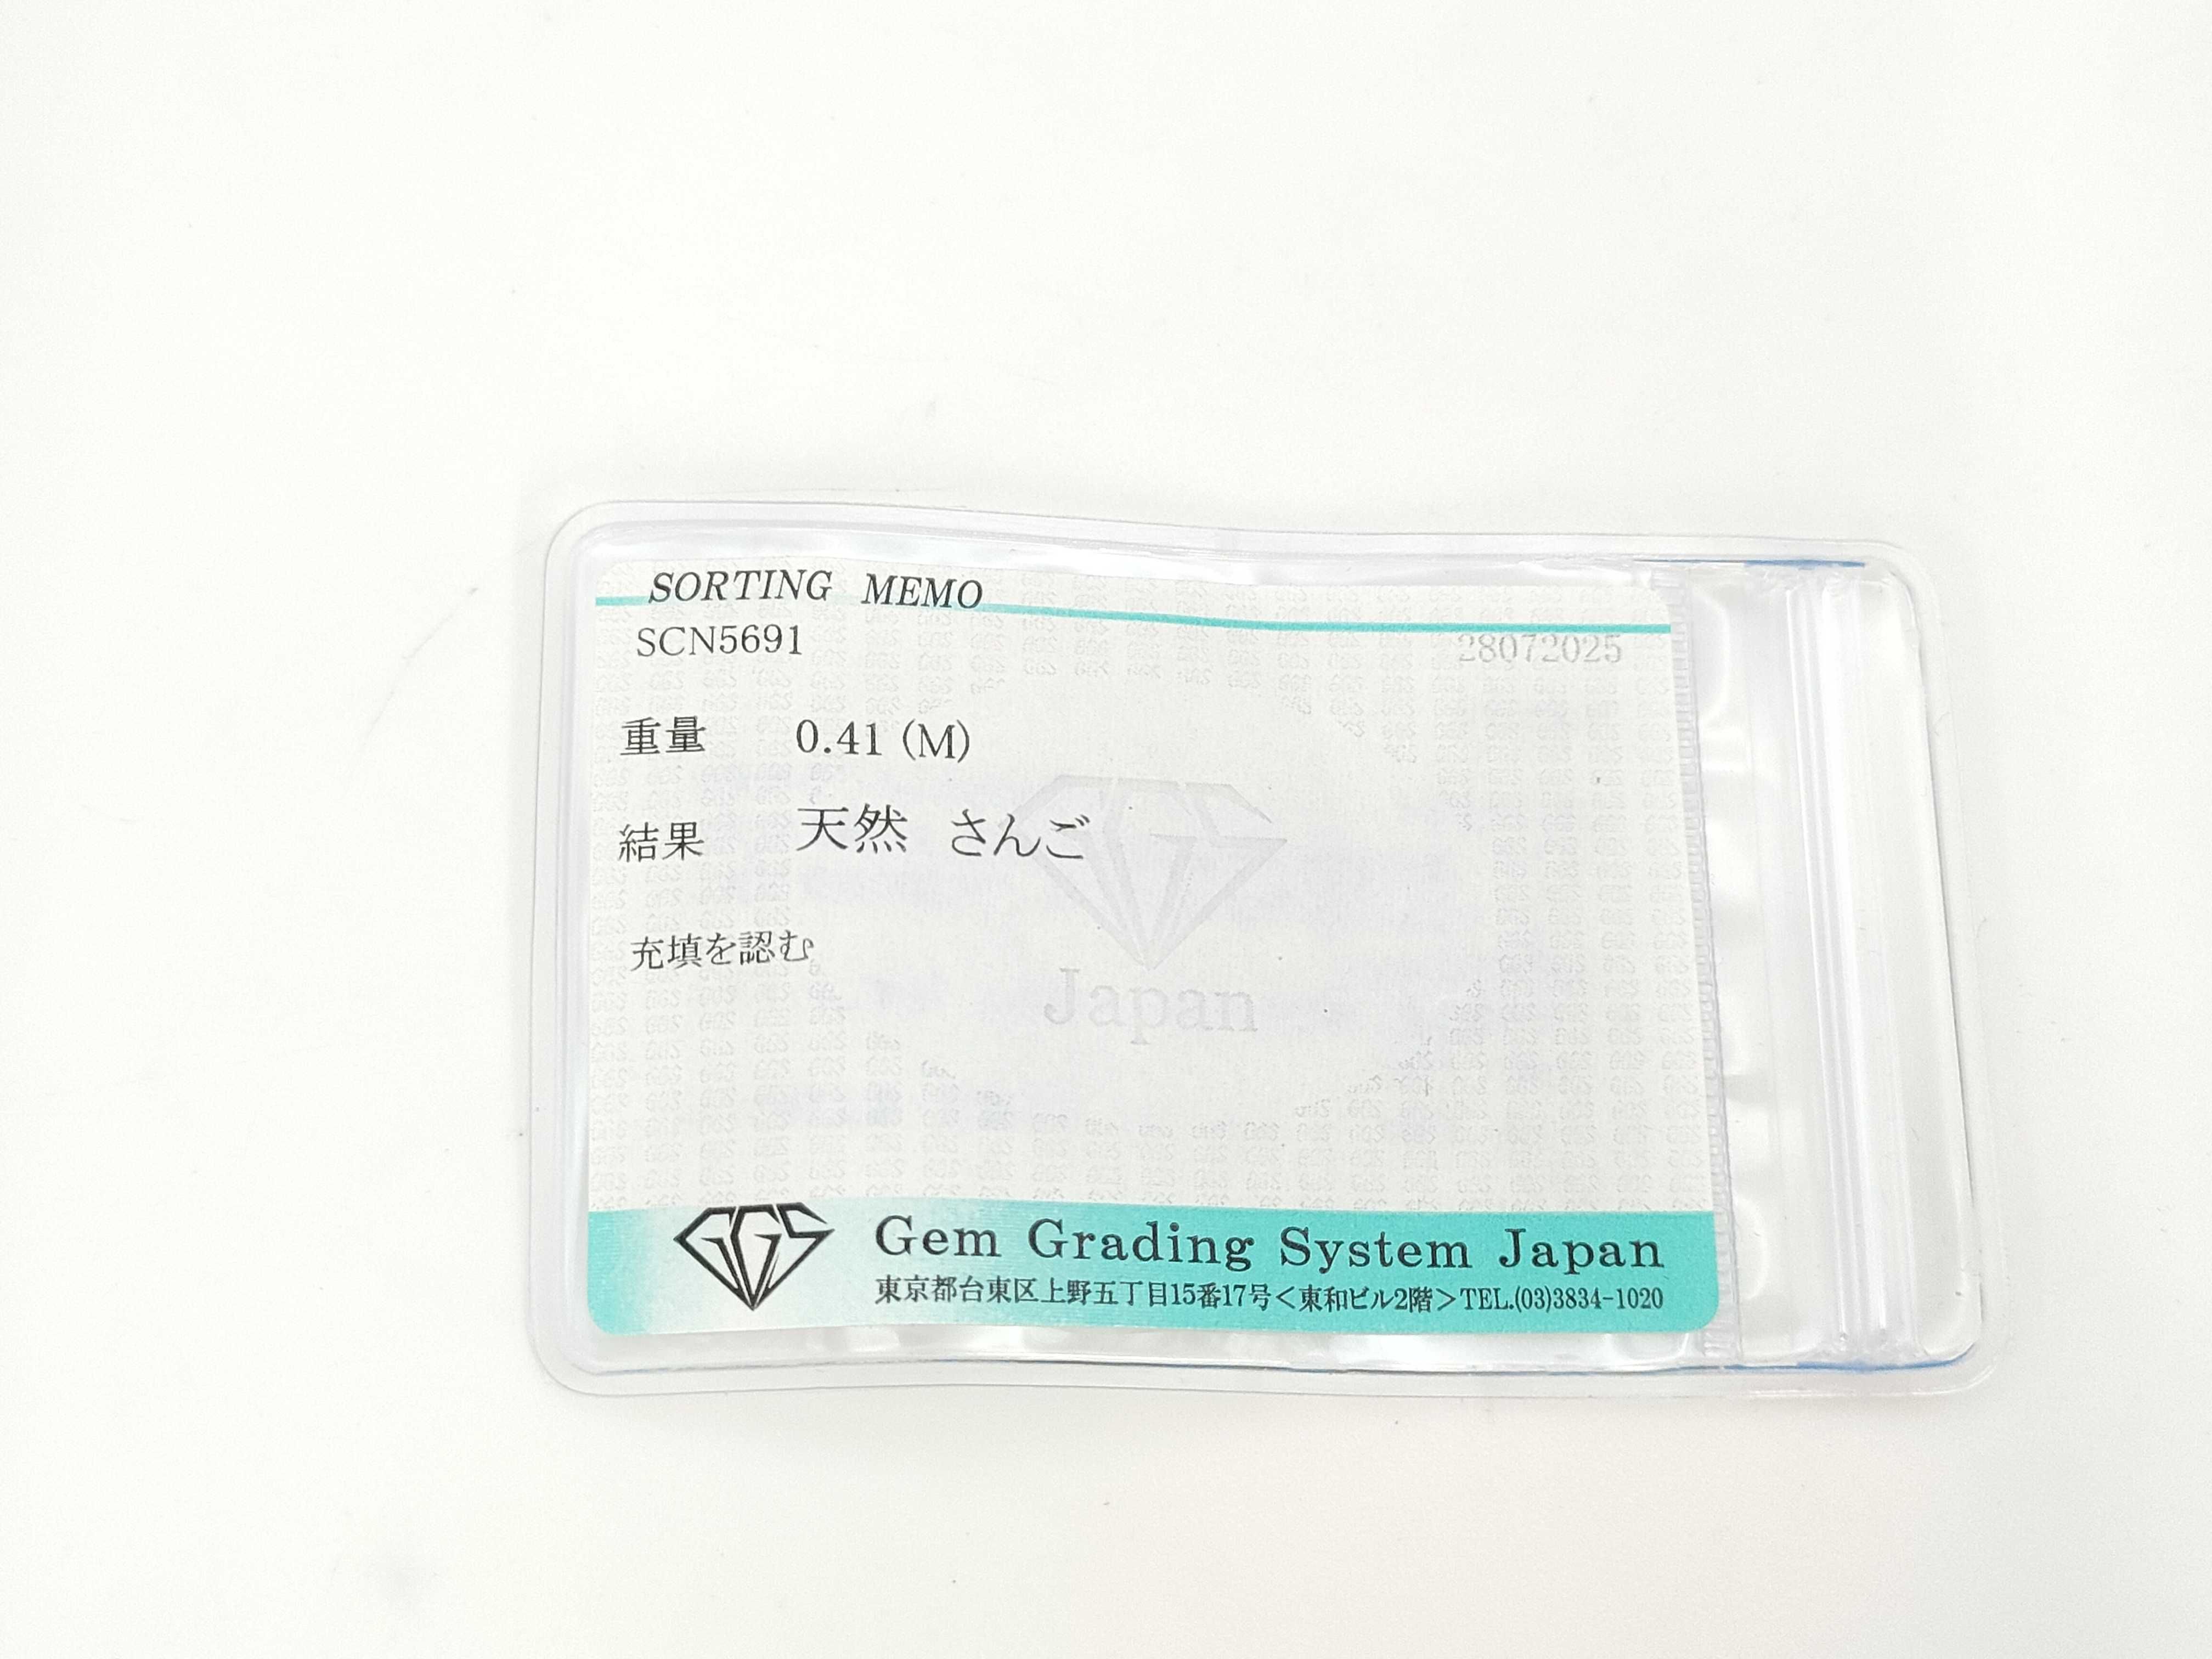 SORTING MEMO
SCN5691 28072025
重量 0.41 (M)
結果 天然 さんご
充填を認む
GGS
Japan
GGS Gem Grading System Japan
東京都台東区上野五丁目15番17号<東和ビル2階>TEL.(03)3834-1020